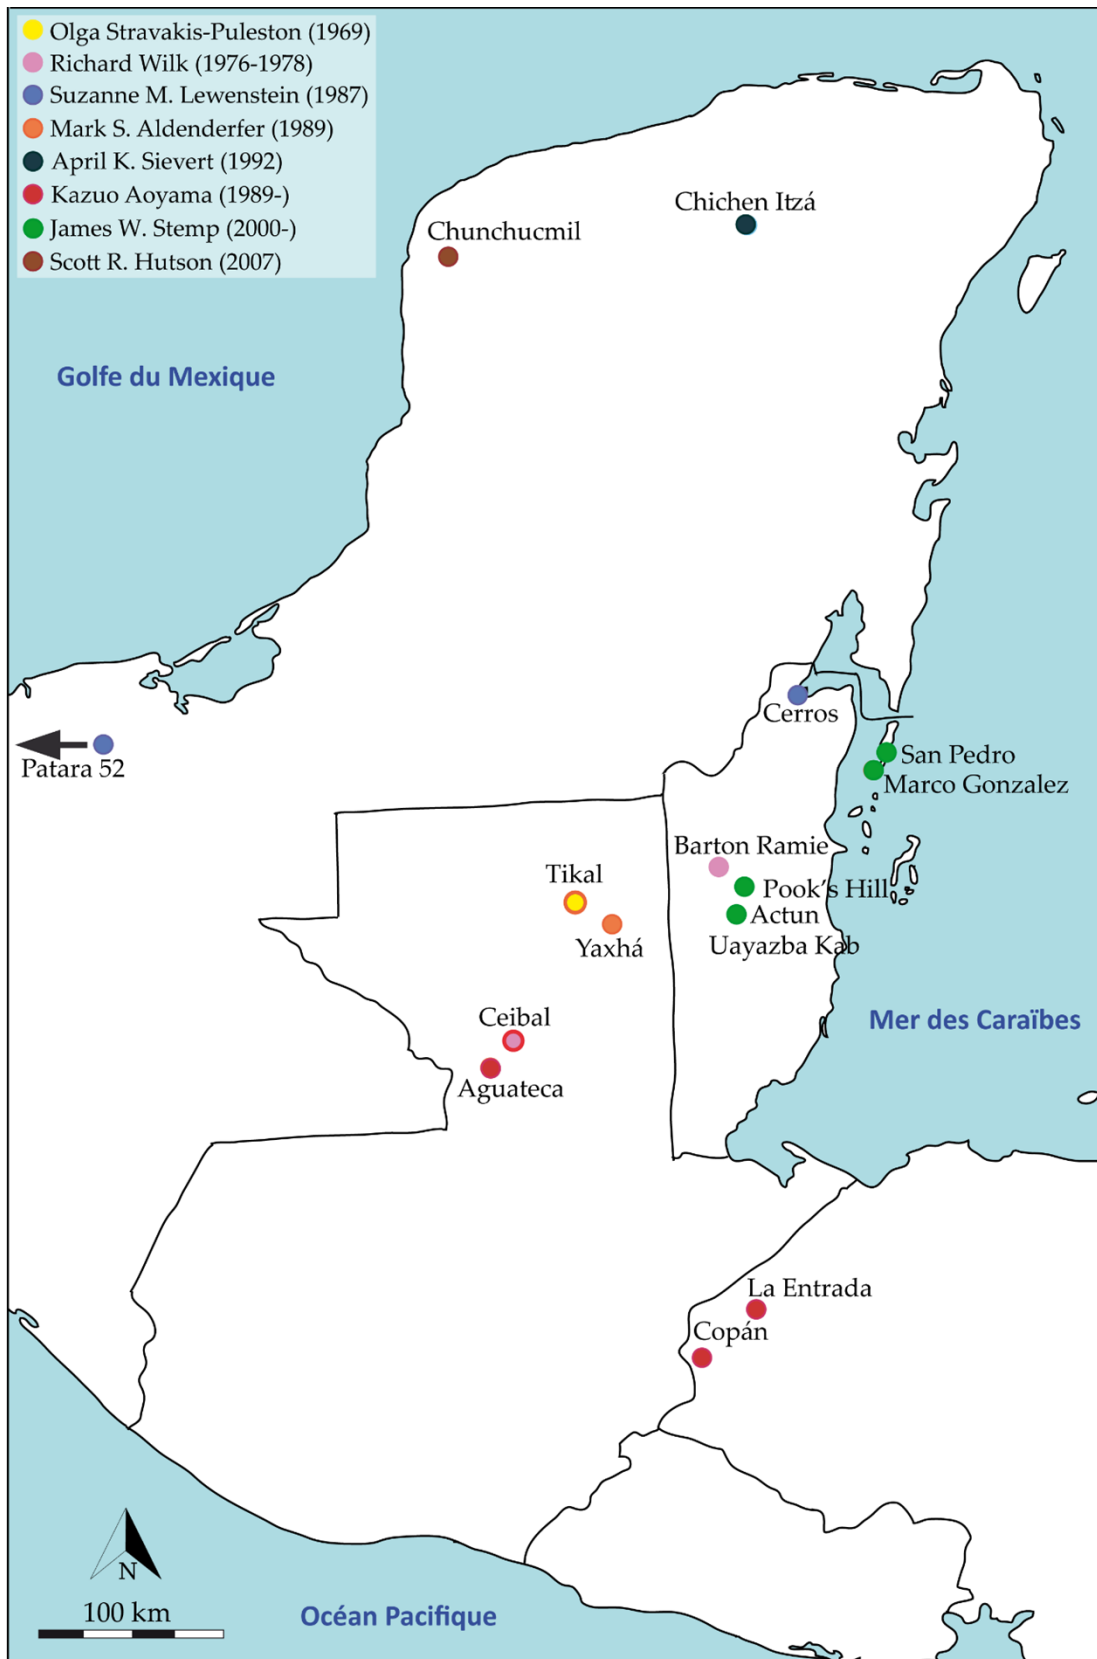 Olga Stravakis-Puleston (1969)
Richard Wilk (1976-1978)
Suzanne M. Lewenstein (1987)
Mark S. Aldenderfer (1989)
April K. Sievert (1992)
Kazuo Aoyama (1989-)
James W. Stemp (2000-)
Scott R. Hutson (2007)
Chichen Itzá
Chunchucmil
Golfe du Mexique
Cerros
San Pedro
Patara 52
Marco Gonzalez
Barton Ramie
Tikal
Pook's Hill
Actun
Uayazba Kab
Yaxhá
Ceibal
Mer des Caraïbes
Aguateca
La Entrada
Copán
N
100 km
Océan Pacifique